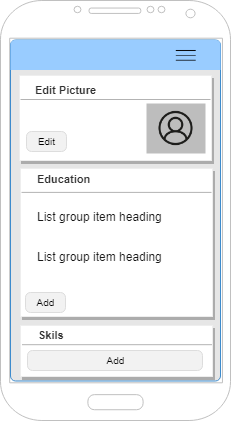 Edit Picture
Edit
Education
List group item heading
List group item heading
Add
Skils
Add